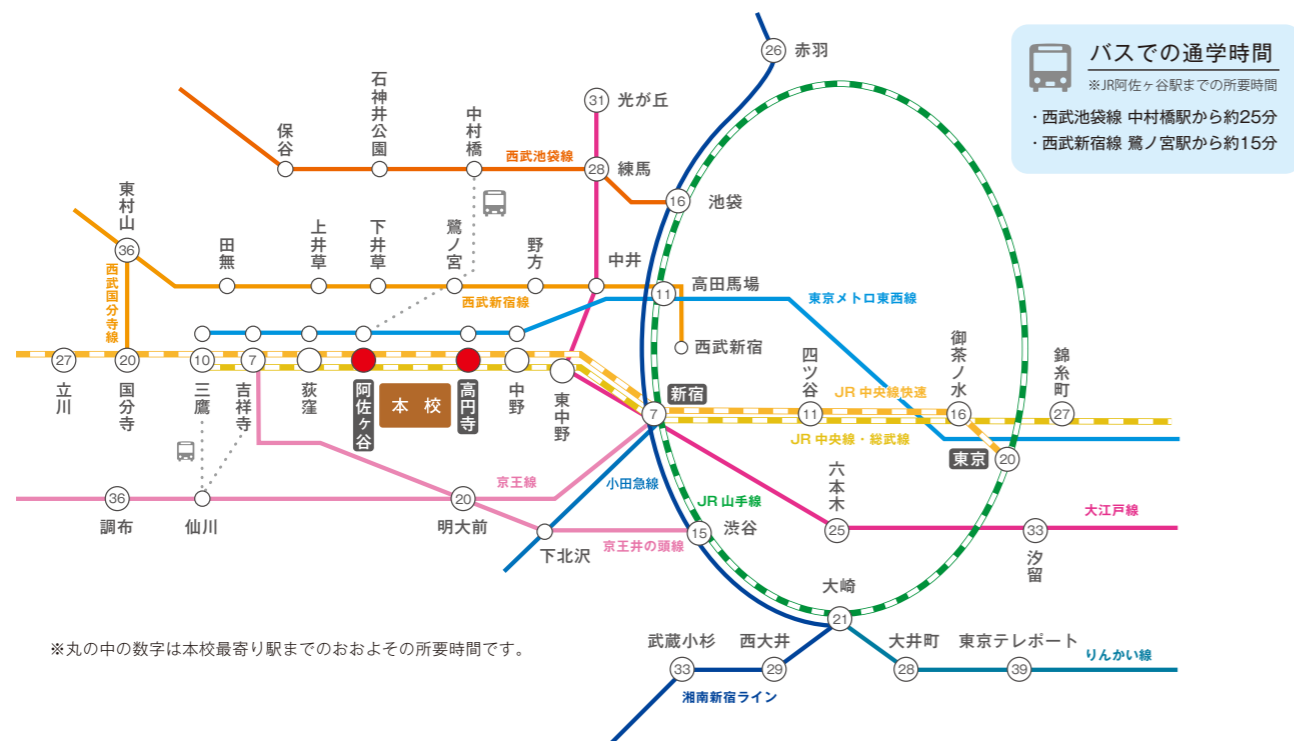 バスでの通学時間
※JR阿佐ヶ谷駅までの所要時間
・西武池袋線 中村橋駅から約25分
・西武新宿線 鷺ノ宮駅から約15分
26
赤羽
31
光が丘
保谷
石神井公園
中村橋
西武池袋線
28
練馬
16
池袋
東村山
36
田無
上井草
下井草
鷺ノ宮
野方
中井
西武国分寺線
西武新宿線
11
高田馬場
東京メトロ東西線
西武新宿
27
立川
20
国分寺
10
三鷹
7
吉祥寺
荻窪
阿佐ヶ谷
本 校
高円寺
中野
東中野
7
新宿
四ツ谷
11
JR中央線快速
御茶ノ水
16
錦糸町
27
JR中央線・総武線
東京
20
36
調布
仙川
京王線
20
明大前
小田急線
下北沢
京王井の頭線
JR山手線
15
渋谷
六本木
25
大江戸線
33
汐留
大崎
21
武蔵小杉
33
西大井
29
大井町
28
東京テレポート
39
りんかい線
湘南新宿ライン
※丸の中の数字は本校最寄り駅までのおおよその所要時間です。